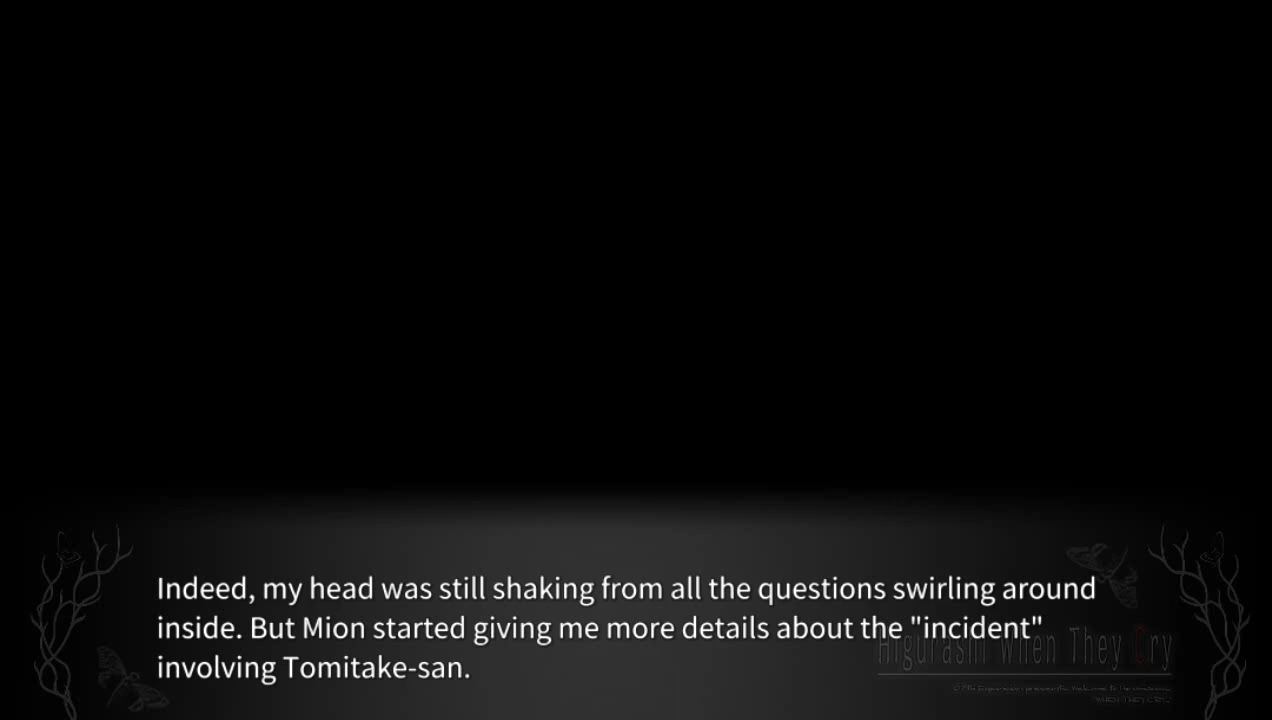 Indeed, my head was still shaking from all the questions swirling around
inside. But Mion started giving me more details about the "incident"
involving Tomitake-san.
Higurashi When They Cry